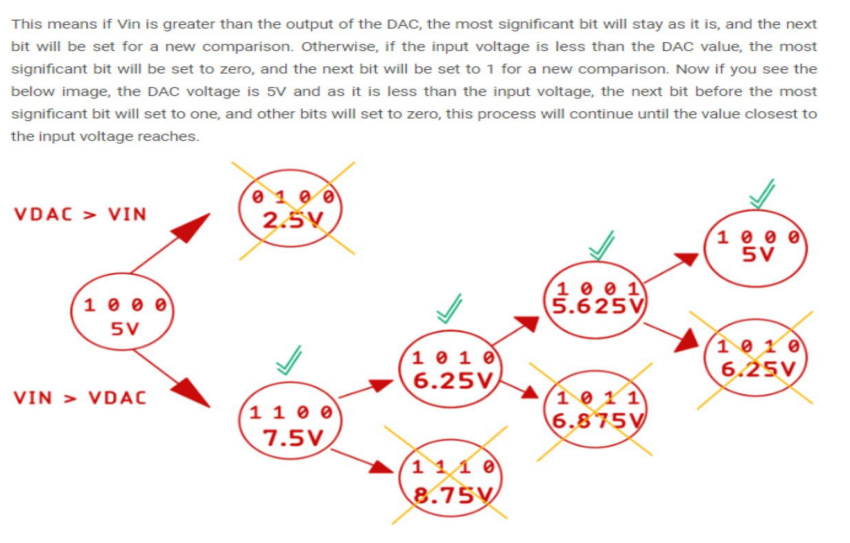 This means if Vin is greater than the output of the DAC, the most significant bit will stay as it is, and the next
bit will be set for a new comparison. Otherwise, if the input voltage is less than the DAC value, the most
significant bit will be set to zero, and the next bit will be set to 1 for a new comparison. Now if you see the
below image, the DAC voltage is 5V and as it is less than the input voltage, the next bit before the most
significant bit will set to one, and other bits will set to zero, this process will continue until the value closest to
the input voltage reaches.
VDAC > VIN
0 1 0 0
2.5V
1 0 0 0
5V
VIN > VDAC
1 1 0 0
7.5V
1 0 1 0
6.25V
1 1 1 0
8.75V
1 0 0 1
5.625V
1 0 1 1
6.875V
1 0 0 0
5V
1 0 1 0
6.25V